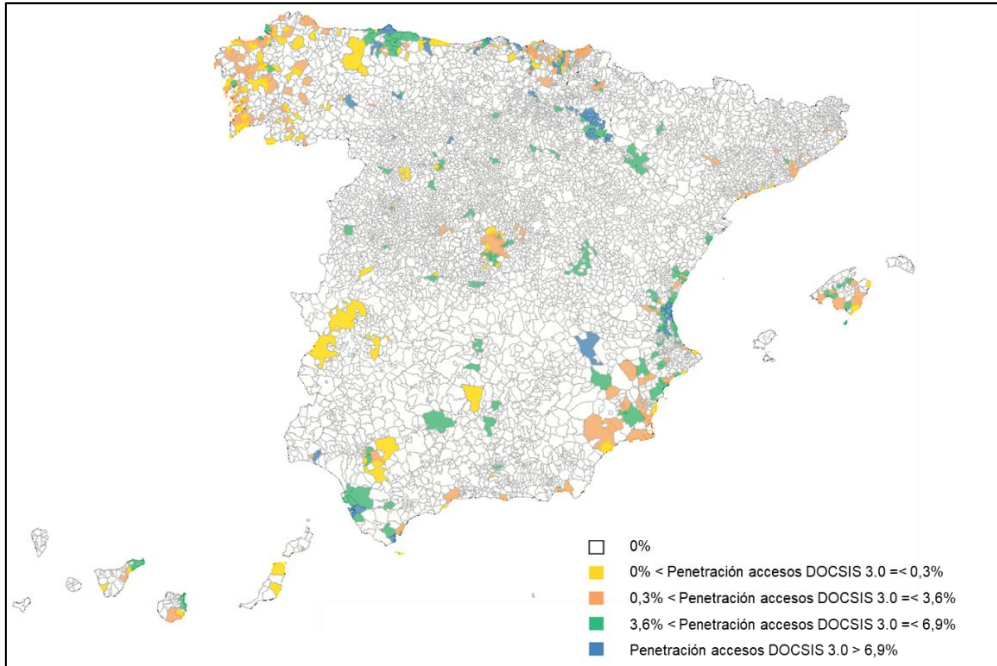 0%
0% < Penetración accesos DOCSIS 3.0 =< 0,3%
0,3% < Penetración accesos DOCSIS 3.0 =< 3,6%
3,6% < Penetración accesos DOCSIS 3.0 =< 6,9%
Penetración accesos DOCSIS 3.0 > 6,9%